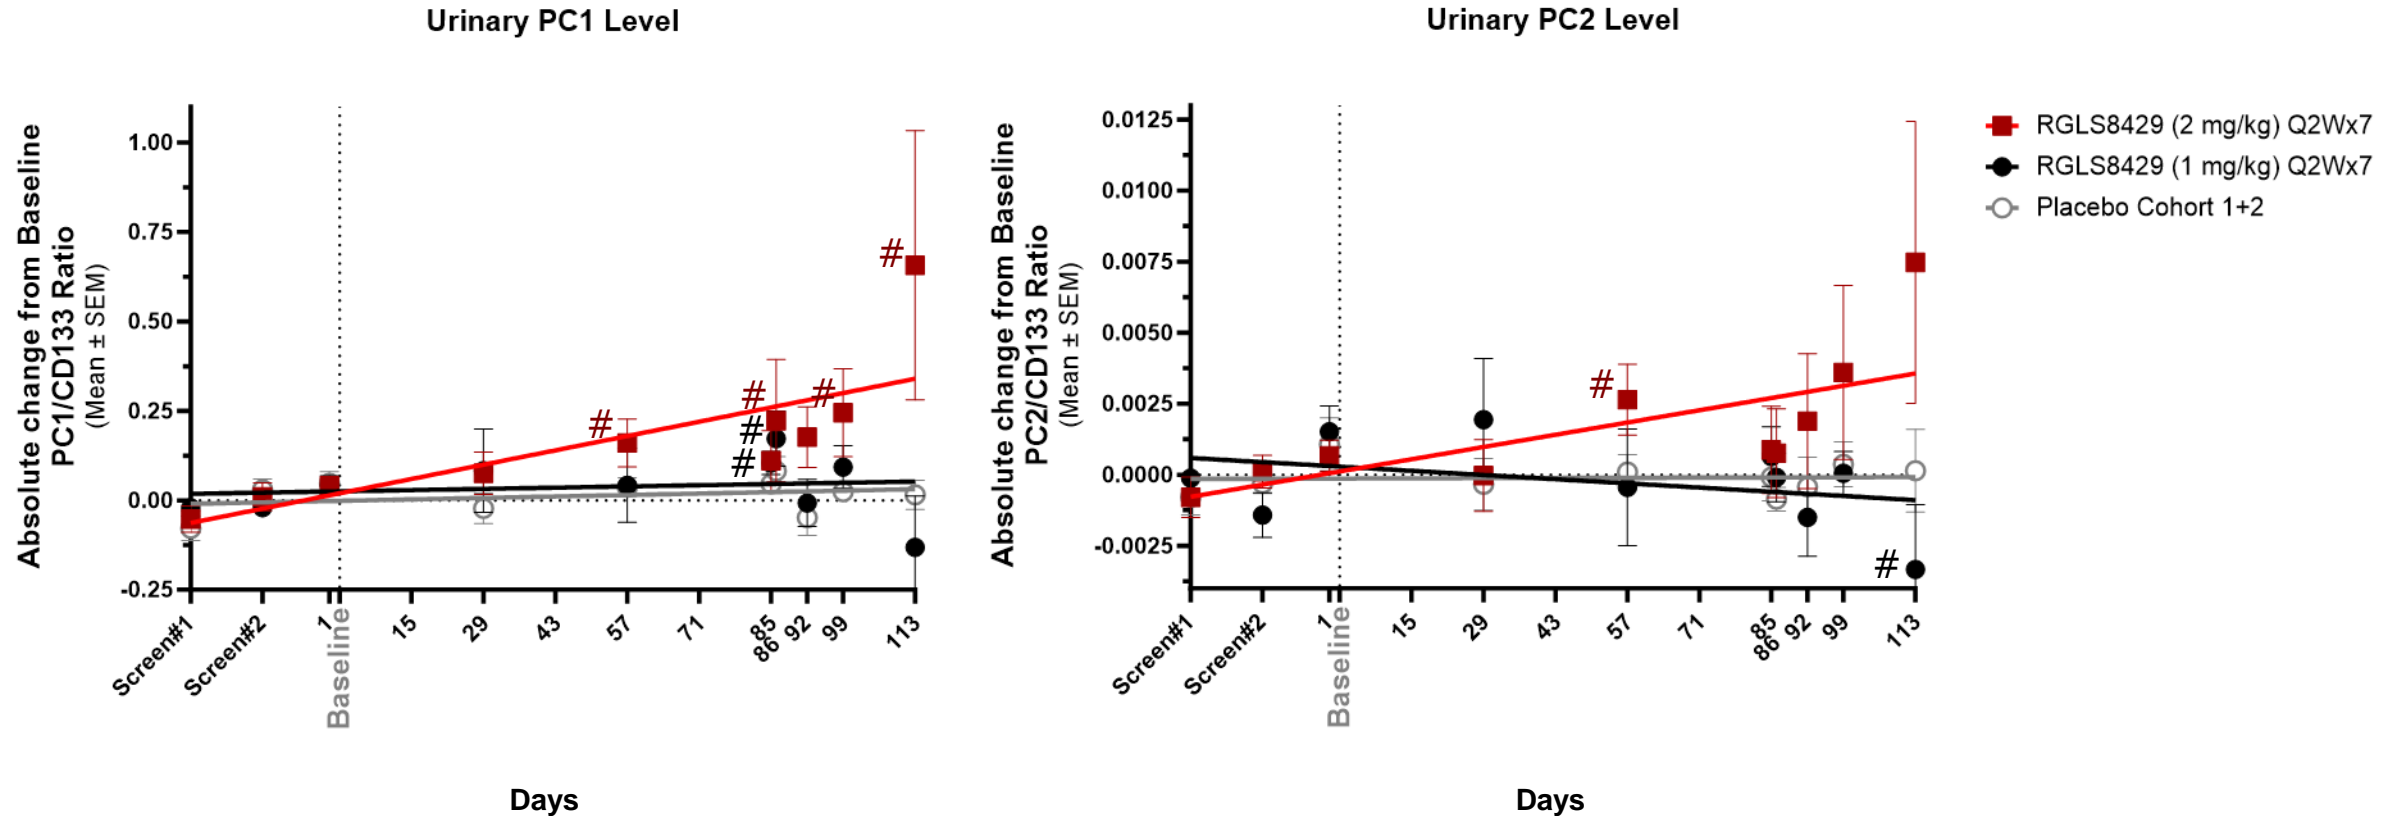 Urinary PC1 Level
Absolute change from Baseline
PC1/CD133 Ratio
(Mean ± SEM)
1.00
0.75
0.50
0.25
0.00
-0.25
#
#
#
#
#
#
Screen#1
Screen#2
1
Baseline
15
29
43
57
71
85
86
92
99
113
Days
Urinary PC2 Level
Absolute change from Baseline
PC2/CD133 Ratio
(Mean ± SEM)
0.0125
0.0100
0.0075
0.0050
0.0025
0.0000
-0.0025
#
#
Screen#1
Screen#2
1
Baseline
15
29
43
57
71
85
86
92
99
113
Days
RGLS8429 (2 mg/kg) Q2Wx7
RGLS8429 (1 mg/kg) Q2Wx7
Placebo Cohort 1+2